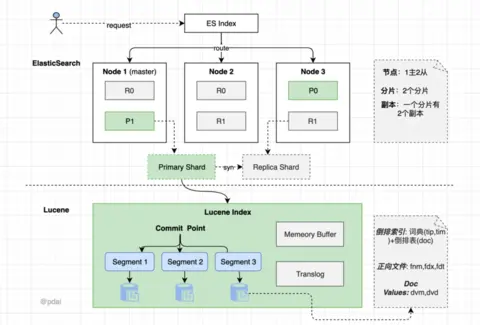 request
ES Index
route
ElasticSearch
Node 1 (master)
R0
P1
Node 2
R0
R1
Node 3
P0
R1
节点：1主2从
分片：2个分片
副本：一个分片有
2个副本
Primary Shard
syn
Replica Shard
Lucene
Lucene Index
Commit Point
Segment 1
Segment 2
Segment 3
Memeory Buffer
Translog
倒排索引: 词典(tip,tim
)+倒排表(doc)
正向文件: fnm,fdx,fdt
Doc
Values: dvm,dvd
@pdai